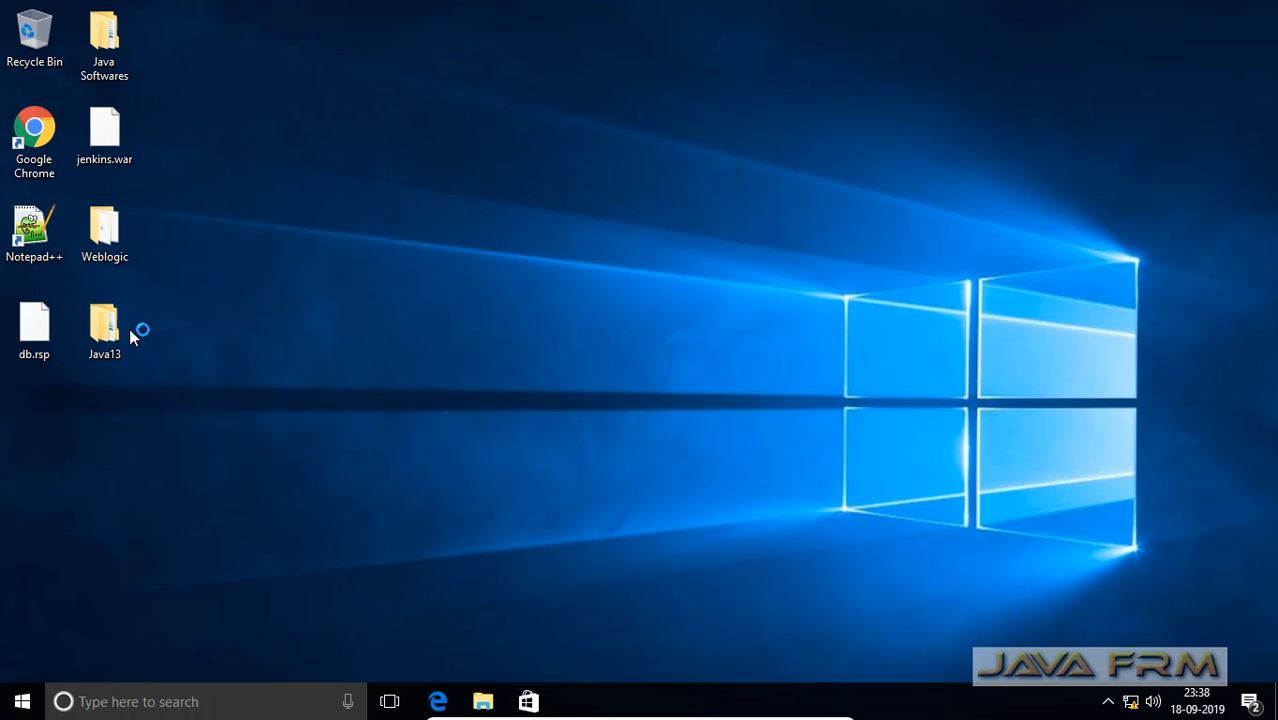 Recycle Bin
Java
Softwares
Google
Chrome
jenkins.war
Notepad++
Weblogic
db.rsp
Java13
JAVA FRM
Type here to search
23:38
18-09-2019
2